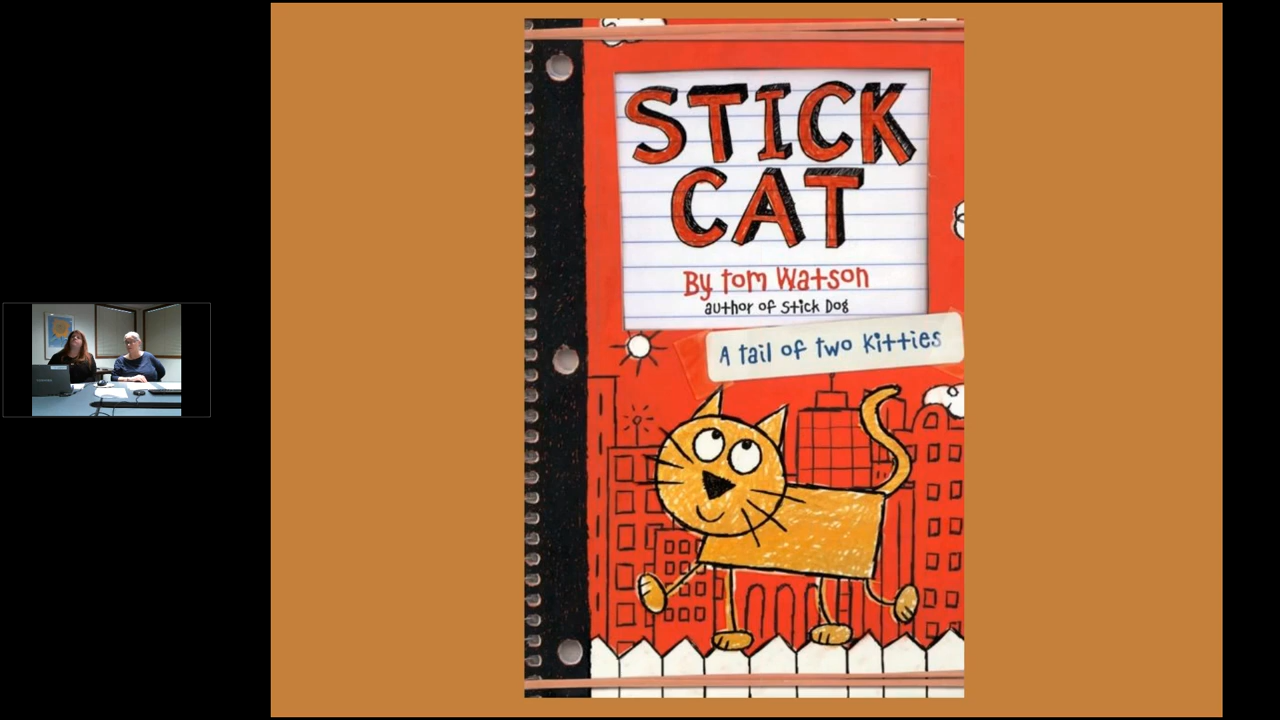 STICK
CAT
By tom Watson
author of Stick Dog
A tail of two Kitties